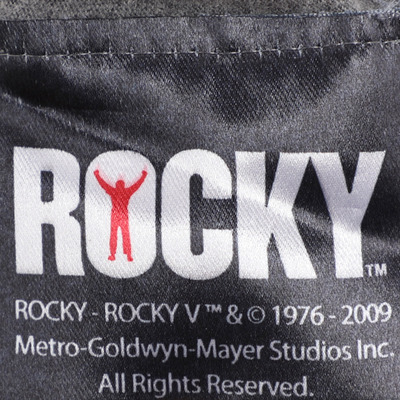 ROCKY™
ROCKY - ROCKY V™ & © 1976 - 2009
Metro-Goldwyn-Mayer Studios Inc.
All Rights Reserved.